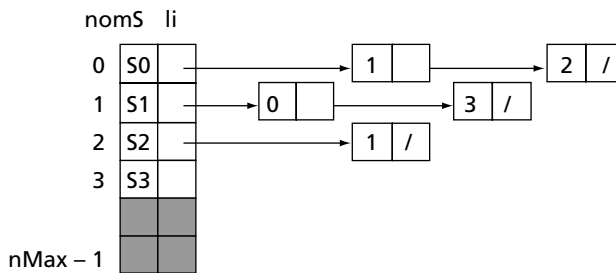 nomS li
0 S0 1 2 /
1 S1 0 3 /
2 S2 1 /
3 S3
nMax – 1